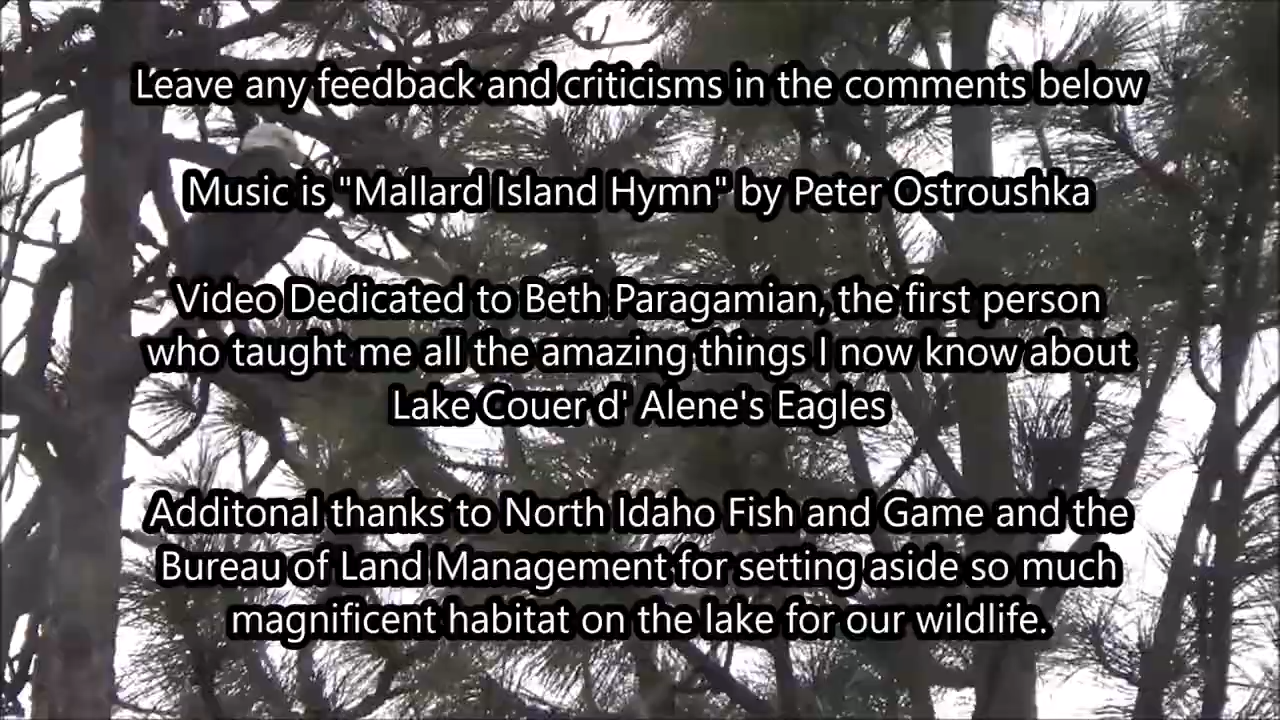 Leave any feedback and criticisms in the comments below
Music is "Mallard Island Hymn" by Peter Ostroushka
Video Dedicated to Beth Paragamian, the first person
who taught me all the amazing things I now know about
Lake Couer d' Alene's Eagles
Additonal thanks to North Idaho Fish and Game and the
Bureau of Land Management for setting aside so much
magnificent habitat on the lake for our wildlife.